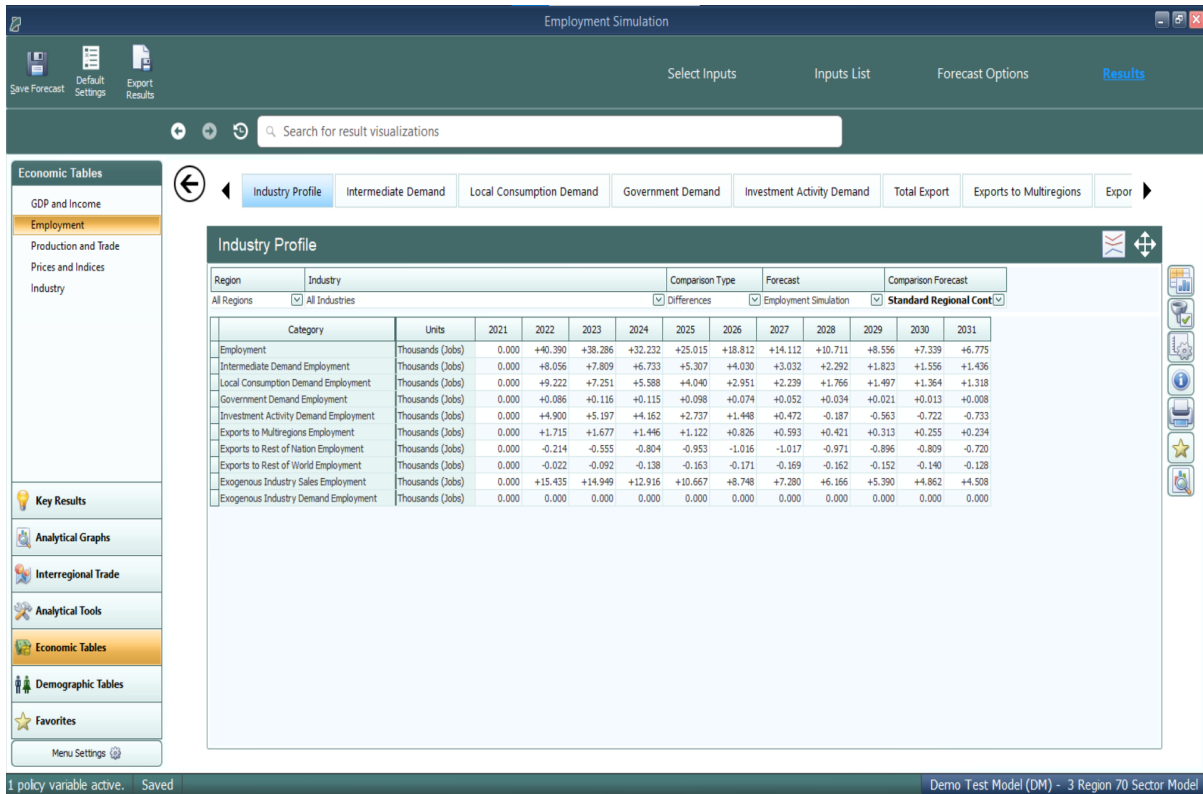 Employment Simulation
Save Forecast
Default Settings
Export Results
Select Inputs
Inputs List
Forecast Options
Results
Search for result visualizations
Economic Tables
GDP and Income
Employment
Production and Trade
Prices and Indices
Industry
Key Results
Analytical Graphs
Interregional Trade
Analytical Tools
Economic Tables
Demographic Tables
Favorites
Menu Settings
Industry Profile
Intermediate Demand
Local Consumption Demand
Government Demand
Investment Activity Demand
Total Export
Exports to Multiregions
Expor
Industry Profile
Region Industry Comparison Type Forecast Comparison Forecast
All Regions All Industries Differences Employment Simulation Standard Regional Cont
Category Units 2021 2022 2023 2024 2025 2026 2027 2028 2029 2030 2031
Employment Thousands (Jobs) 0.000 +40.390 +38.286 +32.232 +25.015 +18.812 +14.112 +10.711 +8.556 +7.339 +6.775
Intermediate Demand Employment Thousands (Jobs) 0.000 +8.056 +7.809 +6.733 +5.307 +4.030 +3.032 +2.292 +1.823 +1.556 +1.436
Local Consumption Demand Employment Thousands (Jobs) 0.000 +9.222 +7.251 +5.588 +4.040 +2.951 +2.239 +1.766 +1.497 +1.364 +1.318
Government Demand Employment Thousands (Jobs) 0.000 +0.086 +0.116 +0.115 +0.098 +0.074 +0.052 +0.034 +0.021 +0.013 +0.008
Investment Activity Demand Employment Thousands (Jobs) 0.000 +4.900 +5.197 +4.162 +2.737 +1.448 +0.472 -0.187 -0.563 -0.722 -0.733
Exports to Multiregions Employment Thousands (Jobs) 0.000 +1.715 +1.677 +1.446 +1.122 +0.826 +0.593 +0.421 +0.313 +0.255 +0.234
Exports to Rest of Nation Employment Thousands (Jobs) 0.000 -0.214 -0.555 -0.804 -0.953 -1.016 -1.017 -0.971 -0.896 -0.809 -0.720
Exports to Rest of World Employment Thousands (Jobs) 0.000 -0.022 -0.092 -0.138 -0.163 -0.171 -0.169 -0.162 -0.152 -0.140 -0.128
Exogenous Industry Sales Employment Thousands (Jobs) 0.000 +15.435 +14.949 +12.916 +10.667 +8.748 +7.280 +6.166 +5.390 +4.862 +4.508
Exogenous Industry Demand Employment Thousands (Jobs) 0.000 0.000 0.000 0.000 0.000 0.000 0.000 0.000 0.000 0.000 0.000
1 policy variable active. Saved
Demo Test Model (DM) - 3 Region 70 Sector Model